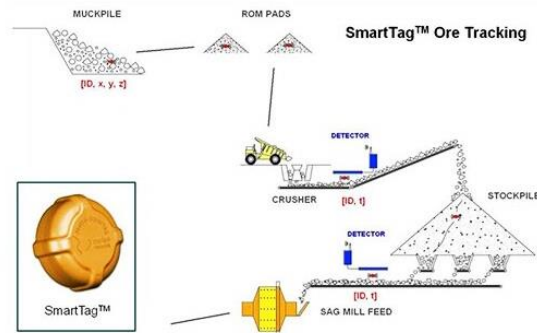 MUCKPILE
ROM PADS
SmartTag™ Ore Tracking
[ID, x, y, z]
DETECTOR
CRUSHER
[ID, t]
STOCKPILE
DETECTOR
[ID, t]
SAG MILL FEED
SmartTag™